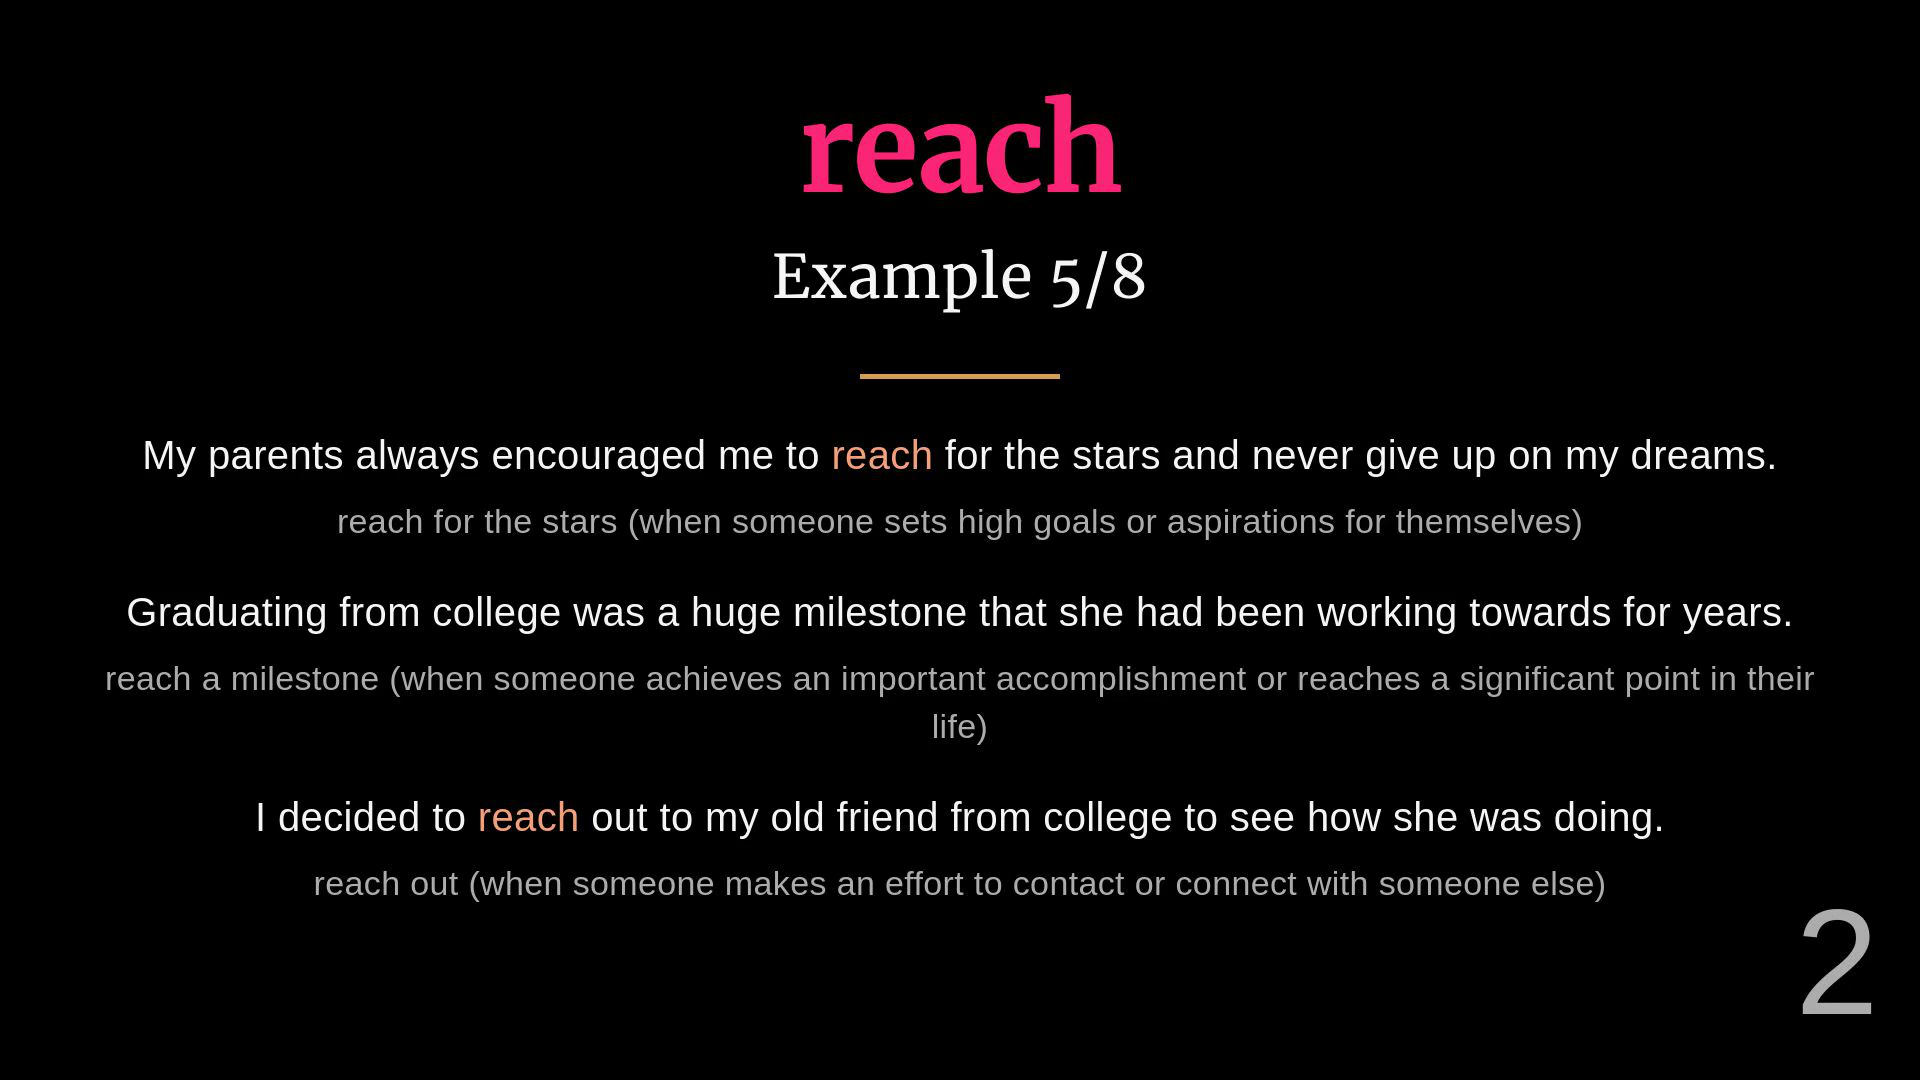 reach
Example 5/8
My parents always encouraged me to reach for the stars and never give up on my dreams.
reach for the stars (when someone sets high goals or aspirations for themselves)
Graduating from college was a huge milestone that she had been working towards for years.
reach a milestone (when someone achieves an important accomplishment or reaches a significant point in their
life)
I decided to reach out to my old friend from college to see how she was doing.
reach out (when someone makes an effort to contact or connect with someone else)
2